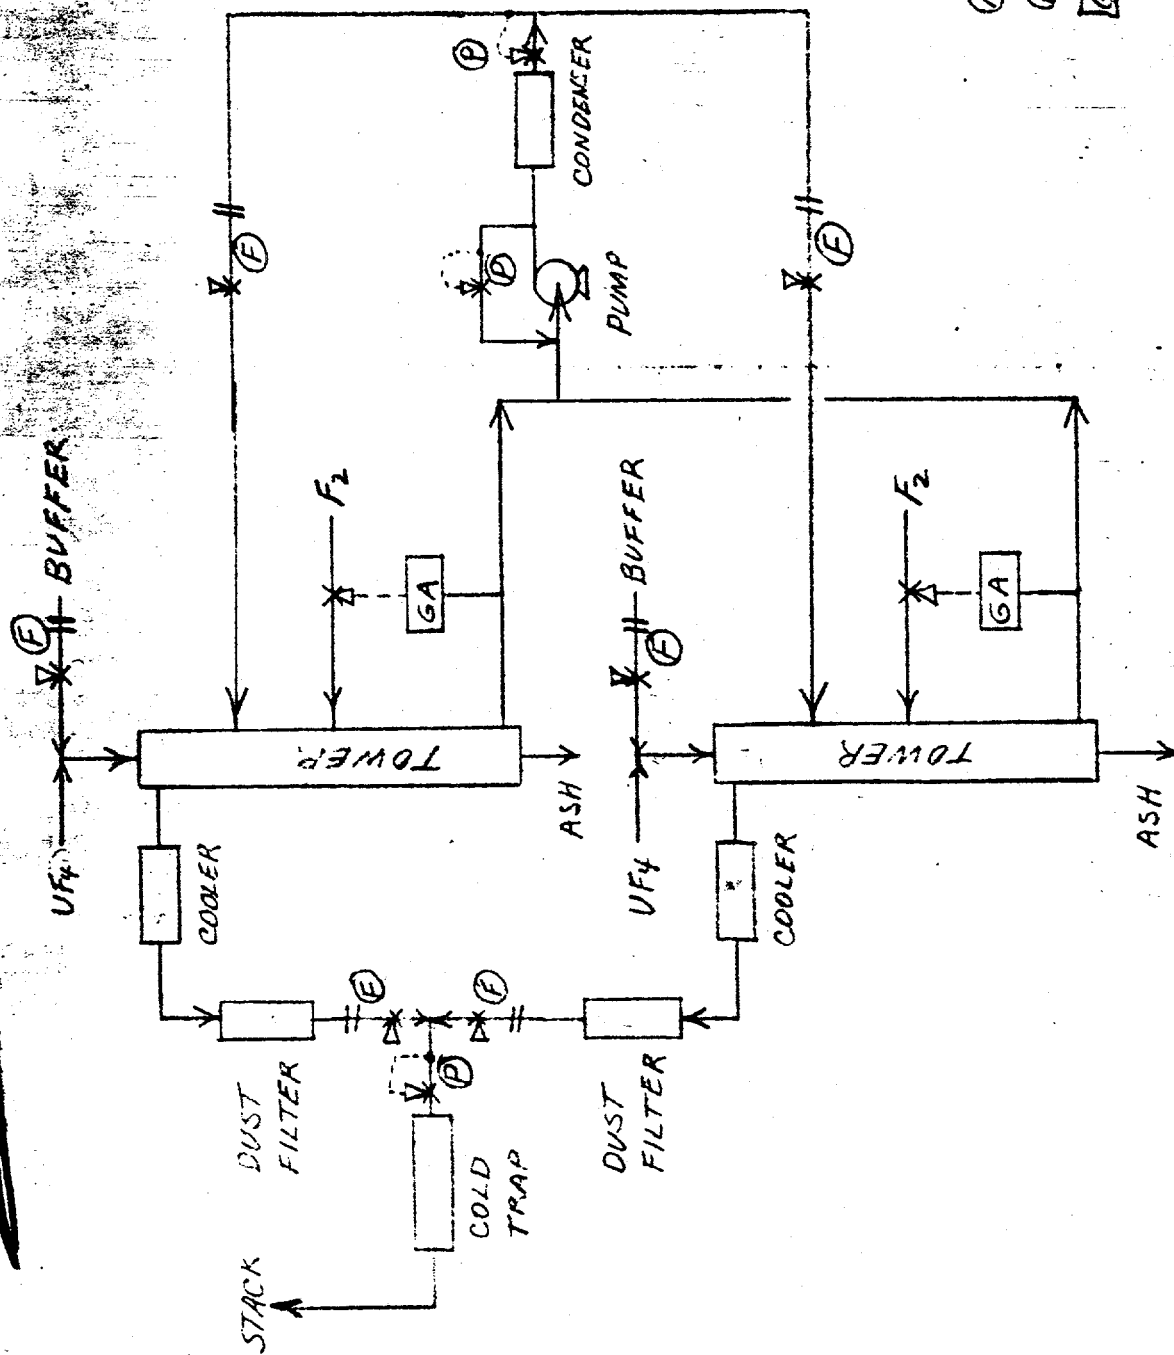 P
CONDENSER
F
P
PUMP
F
BUFFER
F
F₂
GA
TOWER
ASH
UF₄
COOLER
BUFFER
F
F₂
GA
TOWER
ASH
UF₄
COOLER
F
F
P
DUST
FILTER
DUST
FILTER
COLD
TRAP
STACK